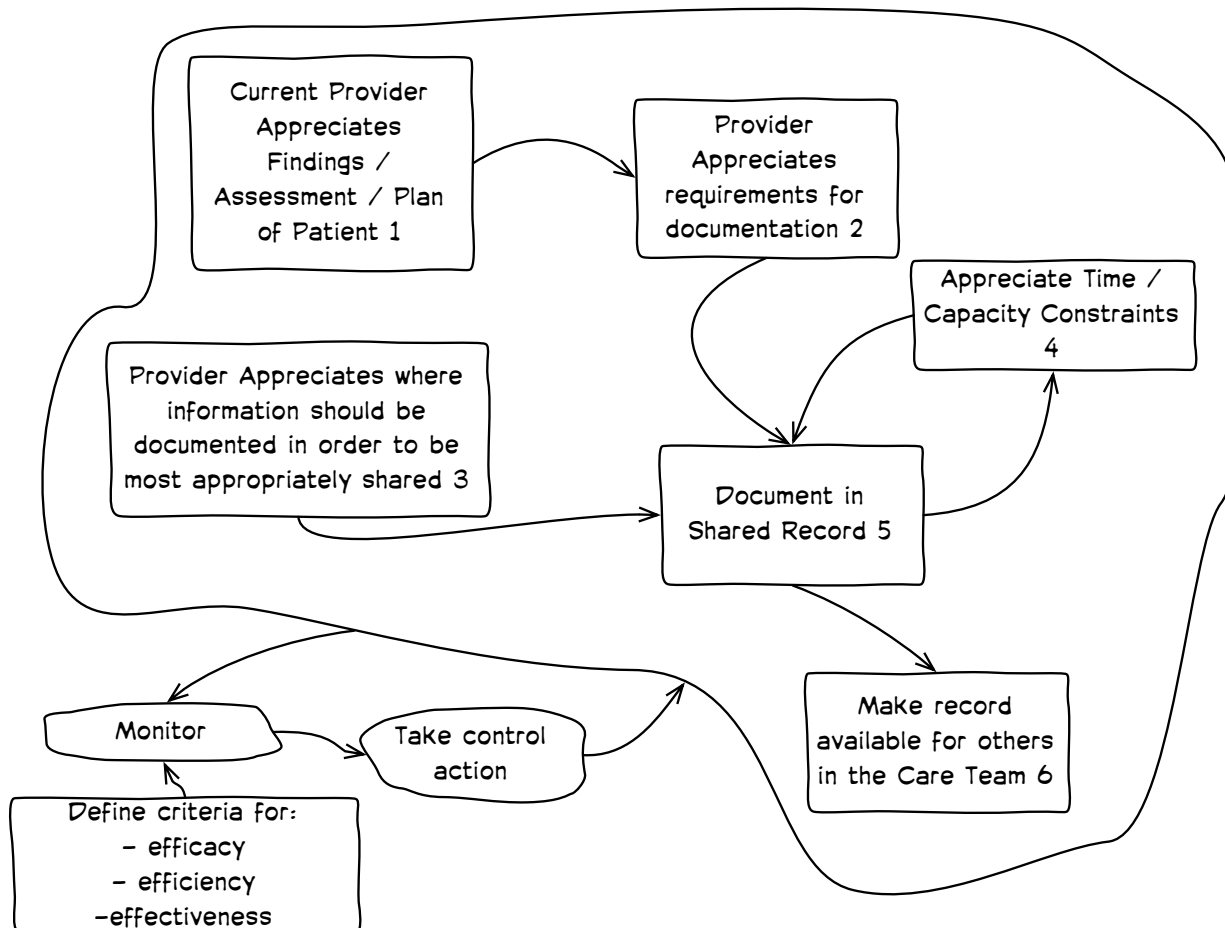 Current Provider
Appreciates
Findings /
Assessment / Plan
of Patient 1
Provider
Appreciates
requirements for
documentation 2
Appreciate Time /
Capacity Constraints
4
Provider Appreciates where
information should be
documented in order to be
most appropriately shared 3
Document in
Shared Record 5
Make record
available for others
in the Care Team 6
Monitor
Take control
action
Define criteria for:
- efficacy
- efficiency
-effectiveness